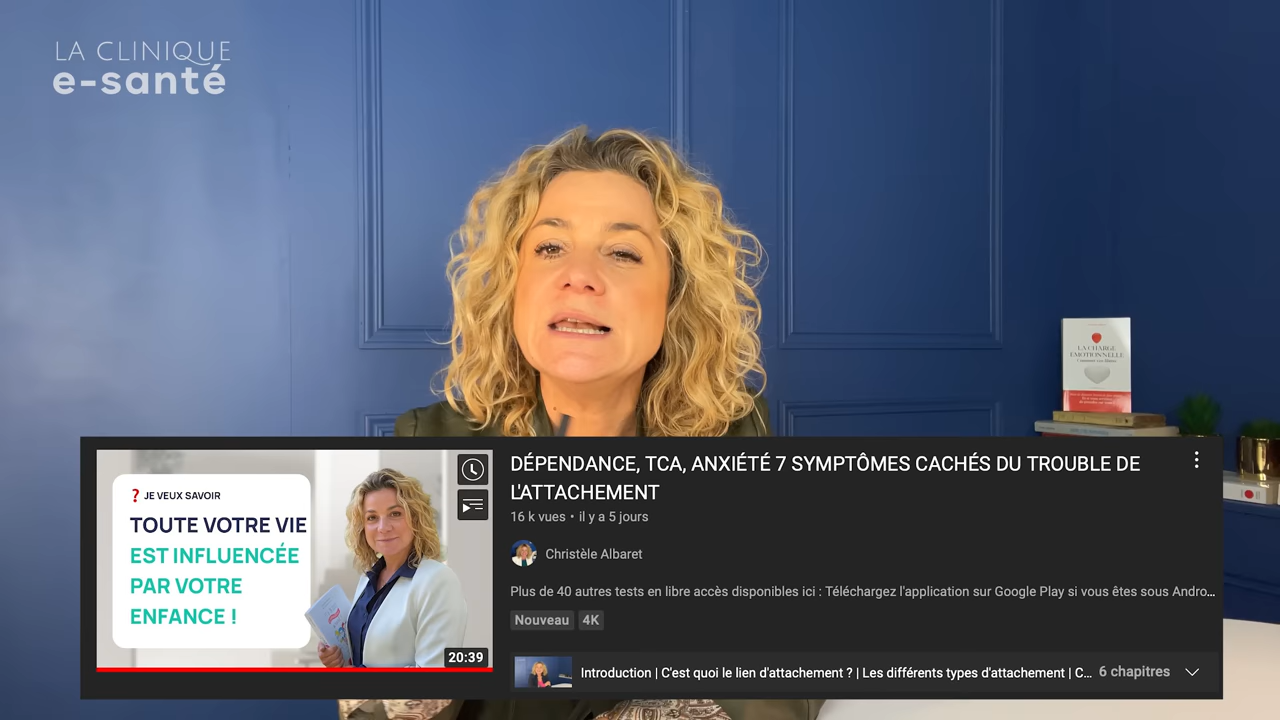 LA CLINIQUE
e-santé
LA CHARGE
ÉMOTIONNELLE
❓ JE VEUX SAVOIR
TOUTE VOTRE VIE
EST INFLUENCÉE
PAR VOTRE
ENFANCE !
20:39
DÉPENDANCE, TCA, ANXIÉTÉ 7 SYMPTÔMES CACHÉS DU TROUBLE DE
L'ATTACHEMENT
16 k vues • il y a 5 jours
Christèle Albaret
Plus de 40 autres tests en libre accès disponibles ici : Téléchargez l'application sur Google Play si vous êtes sous Andro...
Nouveau 4K
Introduction | C'est quoi le lien d'attachement ? | Les différents types d'attachement | C... 6 chapitres